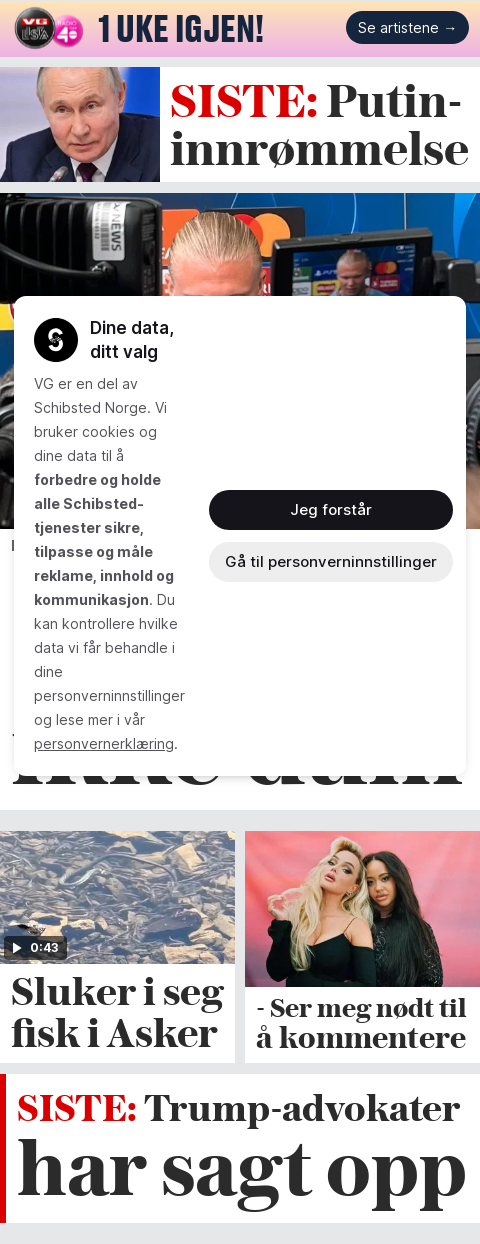 VG
LISTA
RADIO
1 UKE IGJEN!
Se artistene →
SISTE: Putin-
innrømmelse
NEWS
Dine data,
ditt valg
VG er en del av
Schibsted Norge. Vi
bruker cookies og
dine data til å
forbedre og holde
alle Schibsted-
tjenester sikre,
tilpasse og måle
reklame, innhold og
kommunikasjon. Du
kan kontrollere hvilke
data vi får behandle i
dine
personverninnstillinger
og lese mer i vår
personvernerklæring.
Jeg forstår
Gå til personverninnstillinger
0:43
Sluker i seg
fisk i Asker
- Ser meg nødt til
å kommentere
SISTE: Trump-advokater
har sagt opp